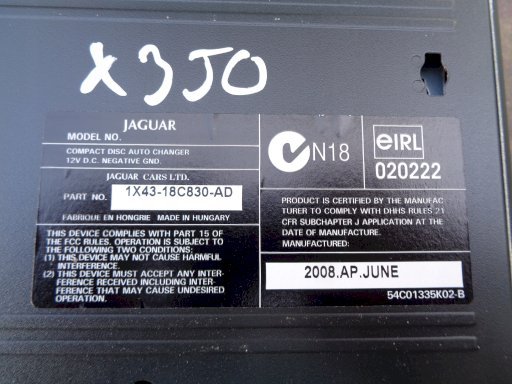 X3JO
JAGUAR
MODEL NO.
COMPACT DISC AUTO CHANGER
12V D.C. NEGATIVE GND.
JAGUAR CARS LTD.
PART NO. 1X43-18C830-AD
FABRIQUE EN HONGRIE MADE IN HUNGARY
THIS DEVICE COMPLIES WITH PART 15 OF
THE FCC RULES. OPERATION IS SUBJECT TO
THE FOLLOWING TWO CONDITIONS:
(1) THIS DEVICE MAY NOT CAUSE HARMFUL
INTERFERENCE.
(2) THIS DEVICE MUST ACCEPT ANY INTER-
FERENCE RECEIVED INCLUDING INTER-
FERENCE THAT MAY CAUSE UNDESIRED
OPERATION.
N18
eIRL
020222
PRODUCT IS CERTIFIED BY THE MANUFAC
TURER TO COMPLY WITH DHHS RULES 21
CFR SUBCHAPTER J APPLICATION AT THE
DATE OF MANUFACTURE.
MANUFACTURED:
2008.AP.JUNE
54C01335K02-B